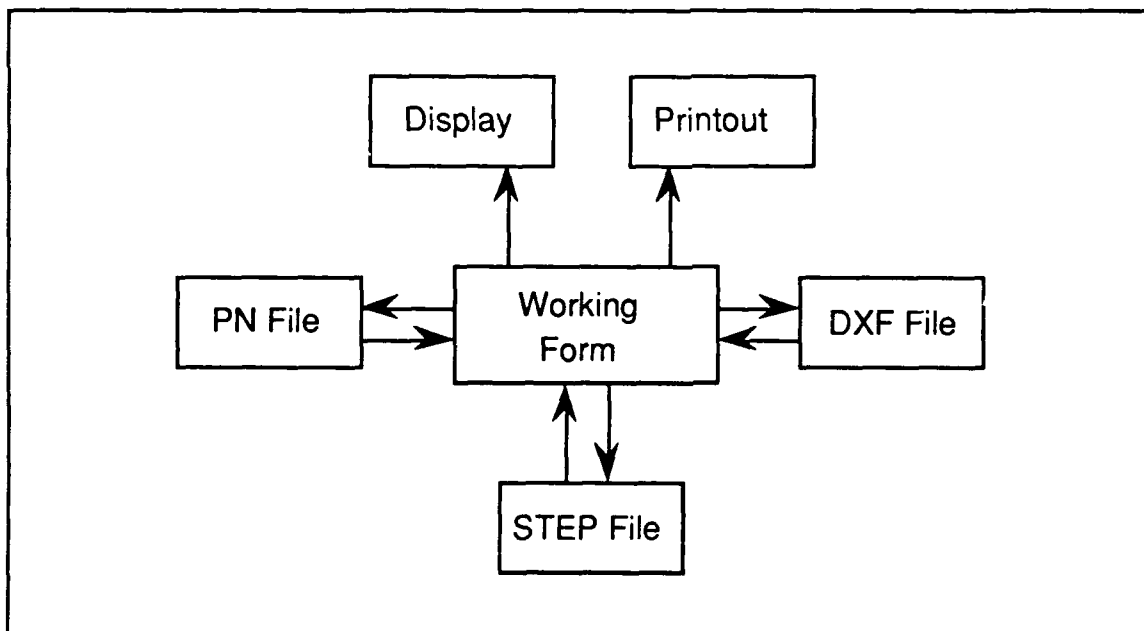 Display
Printout
PN File
Working
Form
DXF File
STEP File